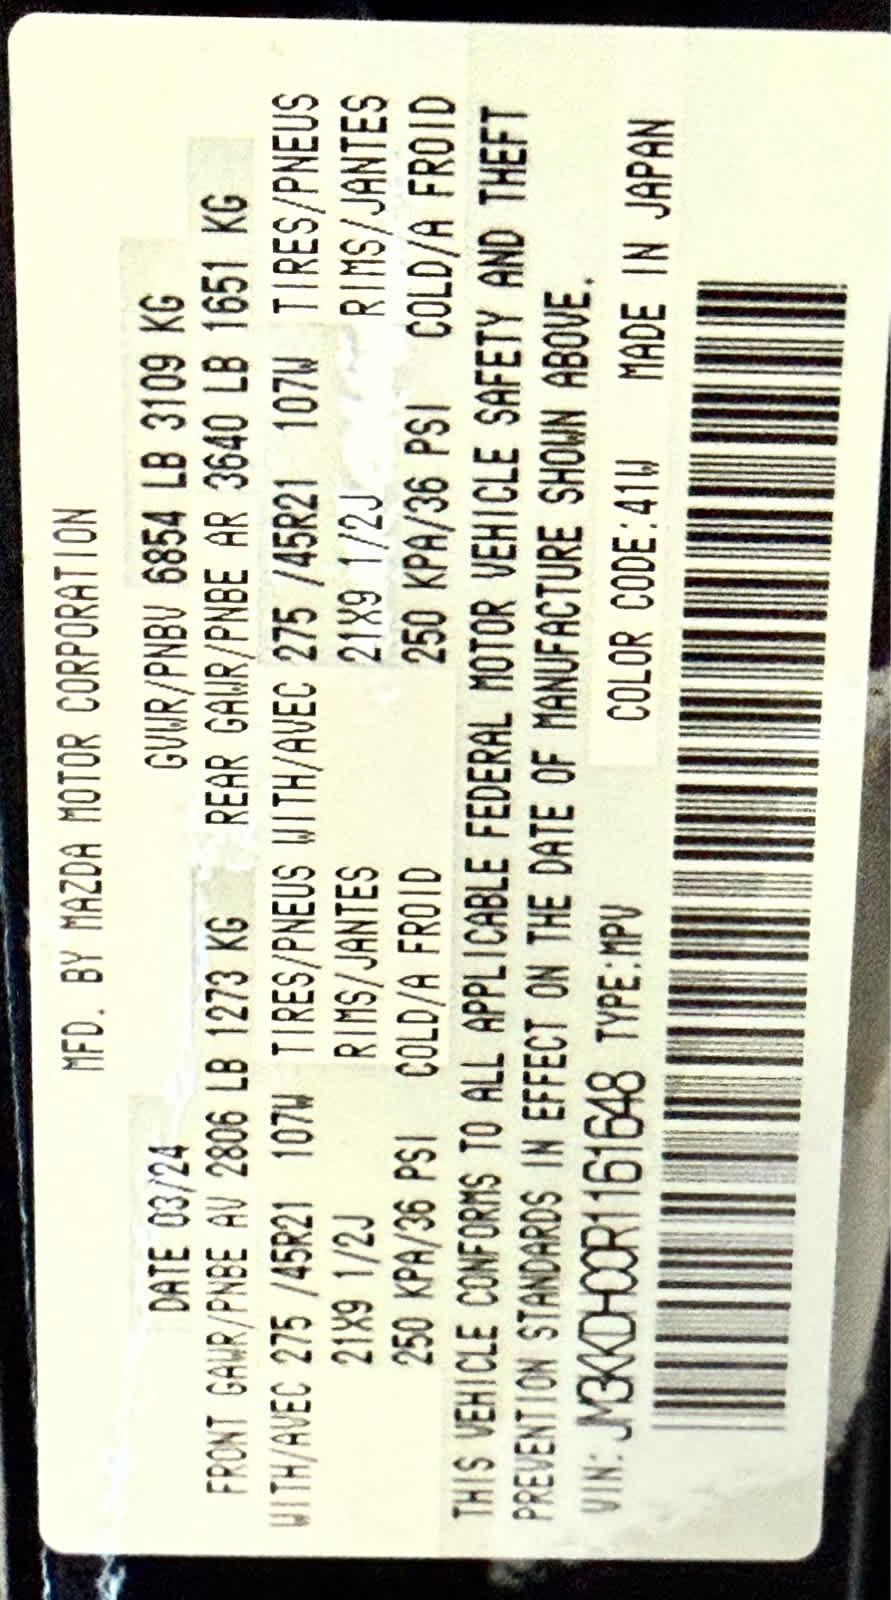 MFD. BY MAZDA MOTOR CORPORATION
DATE 03/24 GVWR/PNBV 6854 LB 3109 KG
FRONT GAWR/PNBE AV 2806 LB 1273 KG REAR GAWR/PNBE AR 3640 LB 1651 KG
WITH/AVEC 275 /45R21 107W TIRES/PNEUS WITH/AVEC 275 /45R21 107W TIRES/PNEUS
21X9 1/2J RIMS/JANTES 21X9 1/2J RIMS/JANTES
250 KPA/36 PSI COLD/A FROID 250 KPA/36 PSI COLD/A FROID
THIS VEHICLE CONFORMS TO ALL APPLICABLE FEDERAL MOTOR VEHICLE SAFETY AND THEFT
PREVENTION STANDARDS IN EFFECT ON THE DATE OF MANUFACTURE SHOWN ABOVE.
VIN: JM3KKDHC0R1161648 TYPE:MPV COLOR CODE:41W MADE IN JAPAN